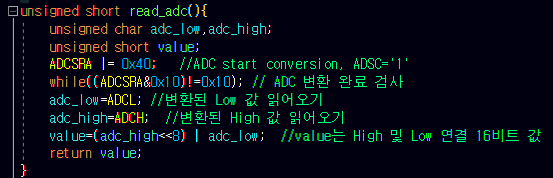 unsigned short read_adc(){
unsigned char adc_low,adc_high;
unsigned short value;
ADCSRA |= 0x40; //ADC start conversion, ADSC='1'
while((ADCSRA&0x10)!=0x10); // ADC 변환 완료 검사
adc_low=ADCL; //변환된 Low 값 읽어오기
adc_high=ADCH; //변환된 High 값 읽어오기
value=(adc_high<<8) | adc_low; //value는 High 및 Low 연결 16비트 값
return value;
}